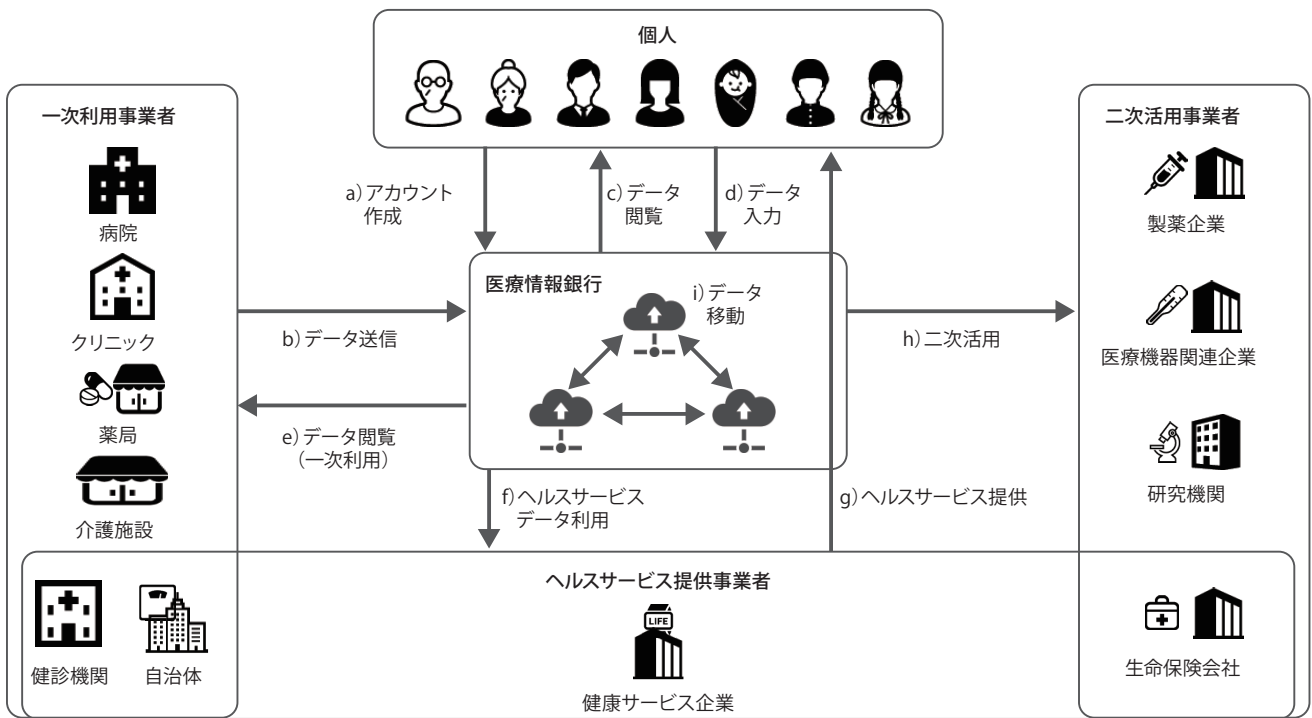 個人
一次利用事業者
病院
クリニック
薬局
介護施設
健診機関
自治体
a）アカウント
作成
c）データ
閲覧
d）データ
入力
b）データ送信
e）データ閲覧
（一次利用）
医療情報銀行
i）データ
移動
h）二次活用
f）ヘルスサービス
データ利用
g）ヘルスサービス提供
ヘルスサービス提供事業者
LIFE
健康サービス企業
二次活用事業者
製薬企業
医療機器関連企業
研究機関
生命保険会社